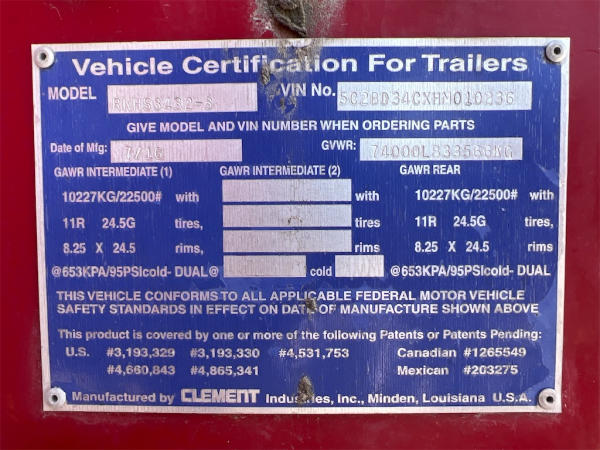 Vehicle Certification For Trailers
MODEL VIN No. 5C2BD34CXHM010236
GIVE MODEL AND VIN NUMBER WHEN ORDERING PARTS
Date of Mfg: 7/16 GVWR: 74000LB33566KG
GAWR INTERMEDIATE (1) GAWR INTERMEDIATE (2) GAWR REAR
10227KG/22500# with with 10227KG/22500# with
11R 24.5G tires, tires, 11R 24.5G tires,
8.25 X 24.5 rims rims 8.25 X 24.5 rims
@653KPA/95PSIcold- DUAL@ cold @653KPA/95PSIcold- DUAL
THIS VEHICLE CONFORMS TO ALL APPLICABLE FEDERAL MOTOR VEHICLE
SAFETY STANDARDS IN EFFECT ON DATE OF MANUFACTURE SHOWN ABOVE
This product is covered by one or more of the following Patents or Patents Pending:
U.S. #3,193,329 #3,193,330 #4,531,753 Canadian #1265549
#4,660,843 #4,865,341 Mexican #203275
Manufactured by CLEMENT Industries, Inc., Minden, Louisiana U.S.A.